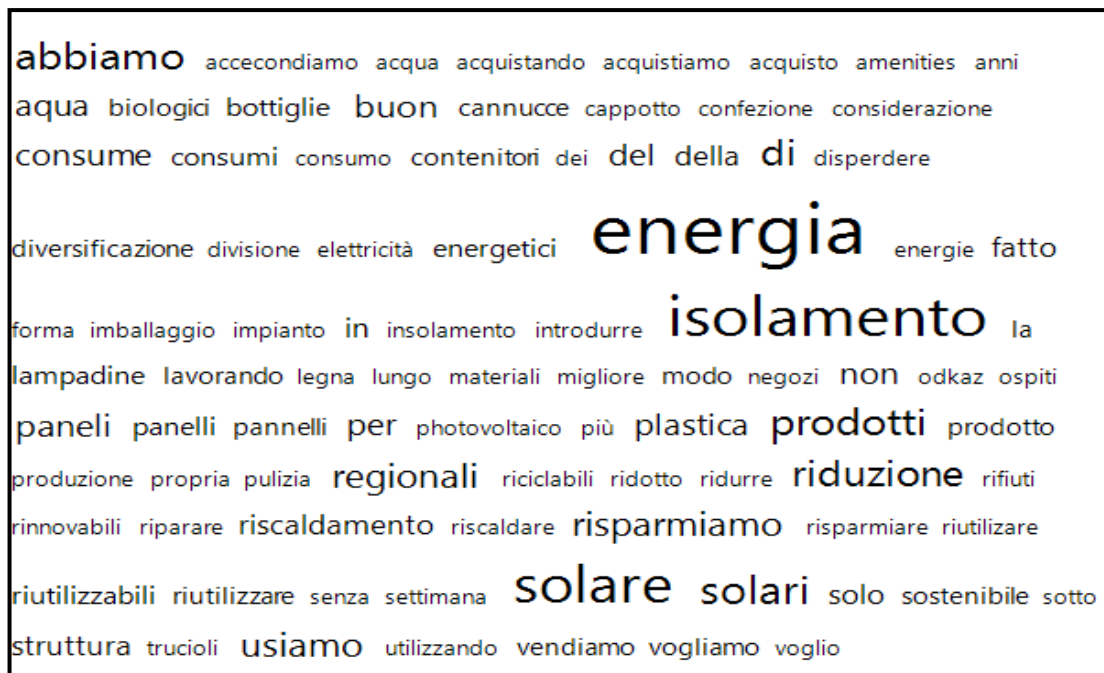 abbiamo accecondiamo acqua acquistando acquistiamo acquisto amenities anni
aqua biologici bottiglie buon cannucce cappotto confezione considerazione
consume consumi consumo contenitori dei del della di disperdere
diversificazione divisione elettricità energetici energia energie fatto
forma imballaggio impianto in insolamento introdurre isolamento la
lampadine lavorando legna lungo materiali migliore modo negozi non odkaz ospiti
paneli panelli pannelli per photovoltaico più plastica prodotti prodotto
produzione propria pulizia regionali riciclabili ridotto ridurre riduzione rifiuti
rinnovabili riparare riscaldamento riscaldare risparmiamo risparmiare riutilizare
riutilizzabili riutilizzare senza settimana solare solari solo sostenibile sotto
struttura trucioli usiamo utilizzando vendiamo vogliamo voglio